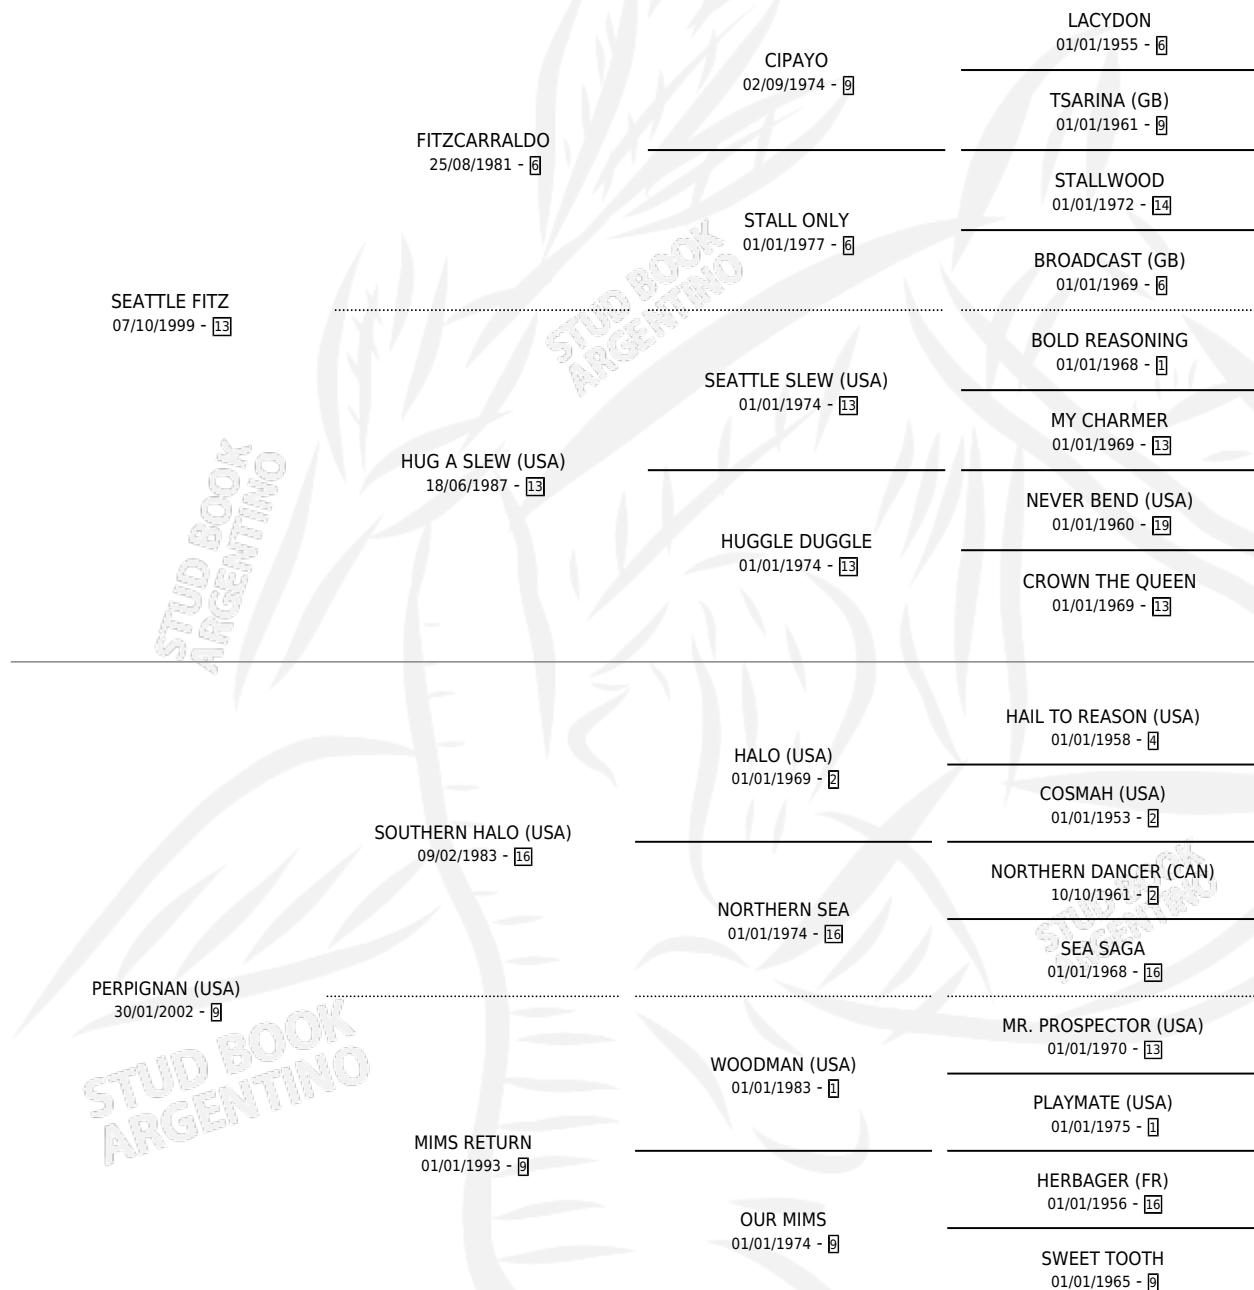 LACYDON
01/01/1955 - 6
CIPAYO
02/09/1974 - 9
TSARINA (GB)
01/01/1961 - 9
FITZCARRALDO
25/08/1981 - 6
STALLWOOD
01/01/1972 - 14
STALL ONLY
01/01/1977 - 6
BROADCAST (GB)
01/01/1969 - 6
SEATTLE FITZ
07/10/1999 - 13
STUD BOOK
ARGENTINO
BOLD REASONING
01/01/1968 - 1
SEATTLE SLEW (USA)
01/01/1974 - 13
MY CHARMER
01/01/1969 - 13
HUG A SLEW (USA)
18/06/1987 - 13
NEVER BEND (USA)
01/01/1960 - 19
HUGGLE DUGGLE
01/01/1974 - 13
CROWN THE QUEEN
01/01/1969 - 13
STUD BOOK
ARGENTINO
HAIL TO REASON (USA)
01/01/1958 - 4
HALO (USA)
01/01/1969 - 2
COSMAH (USA)
01/01/1953 - 2
SOUTHERN HALO (USA)
09/02/1983 - 16
NORTHERN DANCER (CAN)
10/10/1961 - 2
NORTHERN SEA
01/01/1974 - 16
STUD BOOK
ARGENTINO
SEA SAGA
01/01/1968 - 16
PERPIGNAN (USA)
30/01/2002 - 9
MR. PROSPECTOR (USA)
01/01/1970 - 13
WOODMAN (USA)
01/01/1983 - 1
STUD BOOK
ARGENTINO
PLAYMATE (USA)
01/01/1975 - 1
MIMS RETURN
01/01/1993 - 9
HERBAGER (FR)
01/01/1956 - 16
OUR MIMS
01/01/1974 - 9
SWEET TOOTH
01/01/1965 - 9